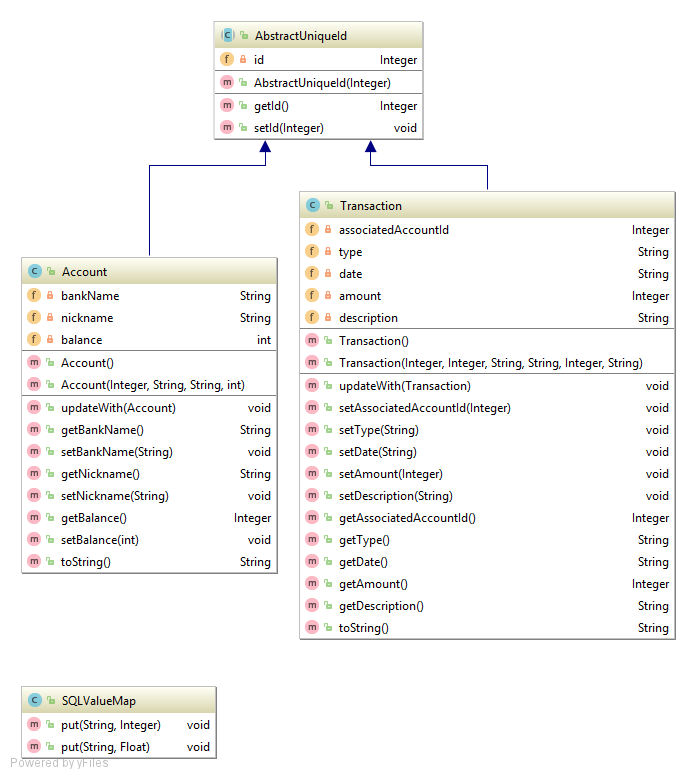 C AbstractUniqueId
f id Integer
m AbstractUniqueId(Integer)
m getId() Integer
m setId(Integer) void
C Transaction
f associatedAccountId Integer
f type String
f date String
f amount Integer
f description String
m Transaction()
m Transaction(Integer, Integer, String, String, Integer, String)
m updateWith(Transaction) void
m setAssociatedAccountId(Integer) void
m setType(String) void
m setDate(String) void
m setAmount(Integer) void
m setDescription(String) void
m getAssociatedAccountId() Integer
m getType() String
m getDate() String
m getAmount() Integer
m getDescription() String
m toString() String
C Account
f bankName String
f nickname String
f balance int
m Account()
m Account(Integer, String, String, int)
m updateWith(Account) void
m getBankName() String
m setBankName(String) void
m getNickname() String
m setNickname(String) void
m getBalance() Integer
m setBalance(int) void
m toString() String
C SQLValueMap
m put(String, Integer) void
m put(String, Float) void
Powered by yFiles